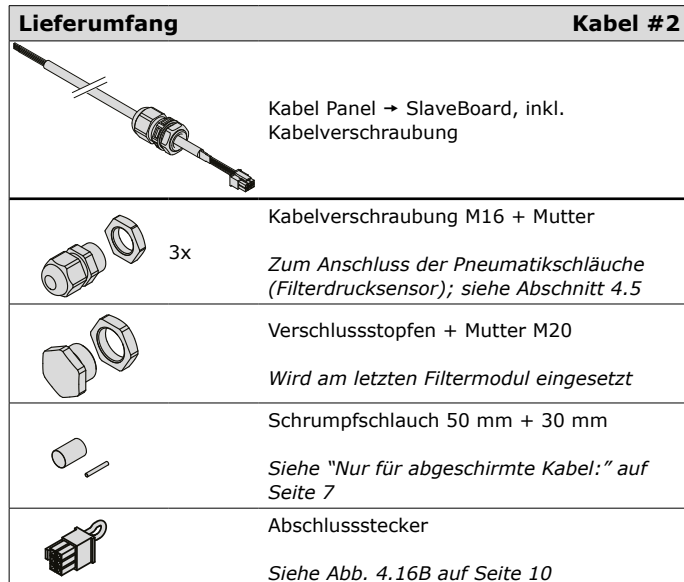 Lieferumfang Kabel #2
Kabel Panel → SlaveBoard, inkl.
Kabelverschraubung
Kabelverschraubung M16 + Mutter
3x
Zum Anschluss der Pneumatikschläuche
(Filterdrucksensor); siehe Abschnitt 4.5
Verschlussstopfen + Mutter M20
Wird am letzten Filtermodul eingesetzt
Schrumpfschlauch 50 mm + 30 mm
Siehe “Nur für abgeschirmte Kabel:” auf
Seite 7
Abschlussstecker
Siehe Abb. 4.16B auf Seite 10